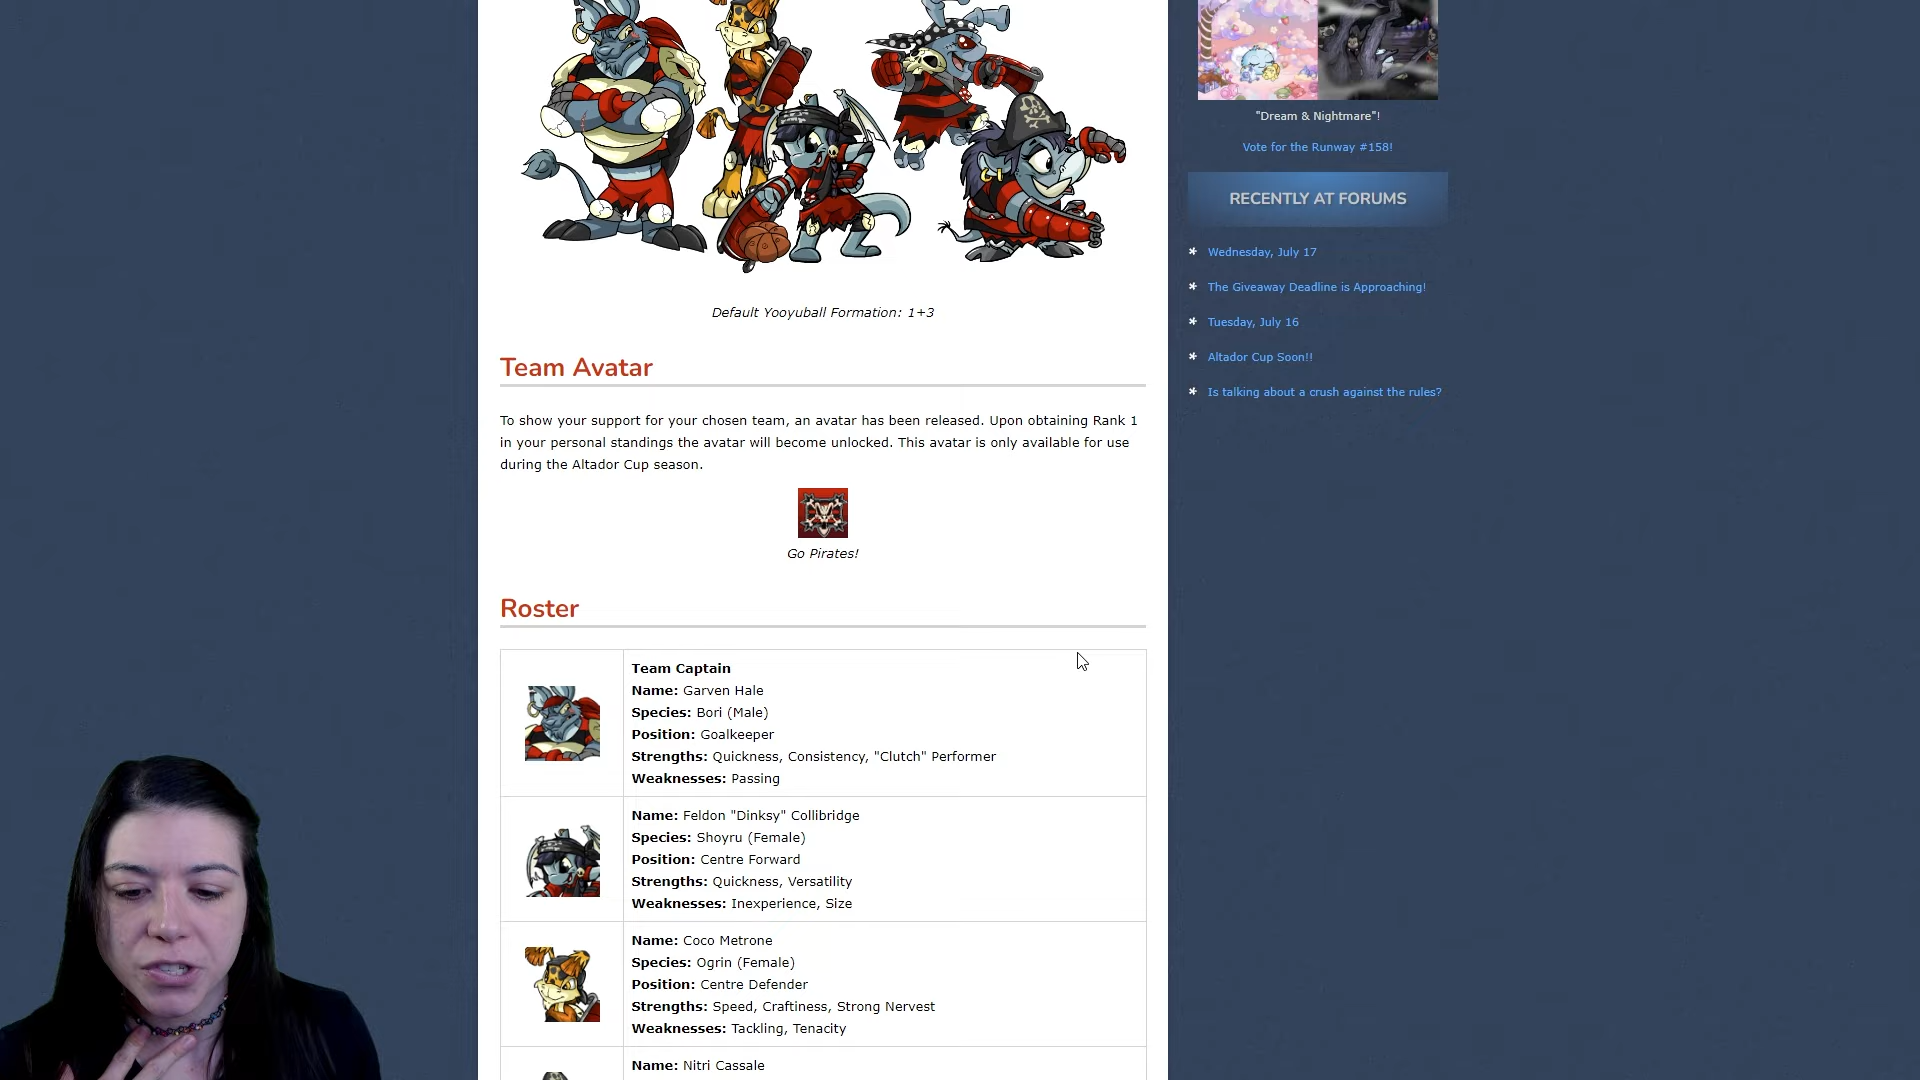 "Dream & Nightmare"!
Vote for the Runway #158!
RECENTLY AT FORUMS
* Wednesday, July 17
* The Giveaway Deadline is Approaching!
* Tuesday, July 16
* Altador Cup Soon!!
* Is talking about a crush against the rules?
Default Yooyuball Formation: 1+3
Team Avatar
To show your support for your chosen team, an avatar has been released. Upon obtaining Rank 1
in your personal standings the avatar will become unlocked. This avatar is only available for use
during the Altador Cup season.
Go Pirates!
Roster
Team Captain
Name: Garven Hale
Species: Bori (Male)
Position: Goalkeeper
Strengths: Quickness, Consistency, "Clutch" Performer
Weaknesses: Passing
Name: Feldon "Dinksy" Collibridge
Species: Shoyru (Female)
Position: Centre Forward
Strengths: Quickness, Versatility
Weaknesses: Inexperience, Size
Name: Coco Metrone
Species: Ogrin (Female)
Position: Centre Defender
Strengths: Speed, Craftiness, Strong Nervest
Weaknesses: Tackling, Tenacity
Name: Nitri Cassale